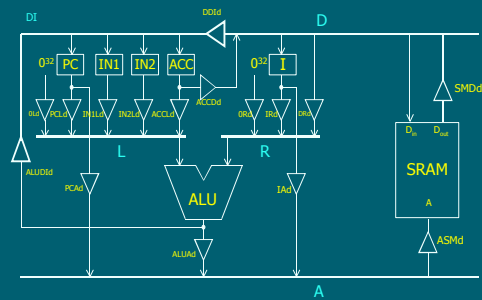 DDId
DI
D
0³²
PC
IN1
IN2
ACC
0³²
I
SMDd
ACCDd
0Ld
PCLd
IN1Ld
IN2Ld
ACCLd
0Rd
IRd
DRd
Din
Dout
L
R
SRAM
ALUDId
PCAd
ALU
IAd
A
ASMd
ALUAd
A